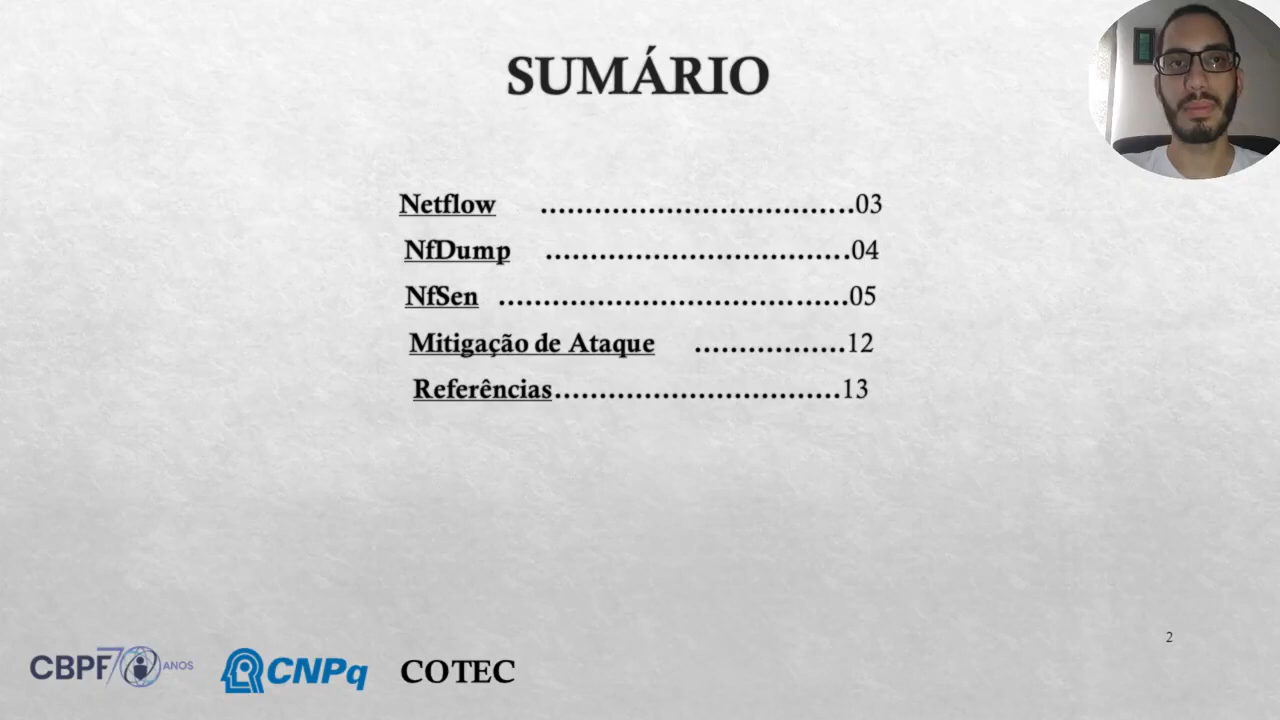 SUMÁRIO
Netflow ...................................03
NfDump ..................................04
NfSen .......................................05
Mitigação de Ataque .................12
Referências................................13
2
CBPF 70 ANOS CNPq COTEC